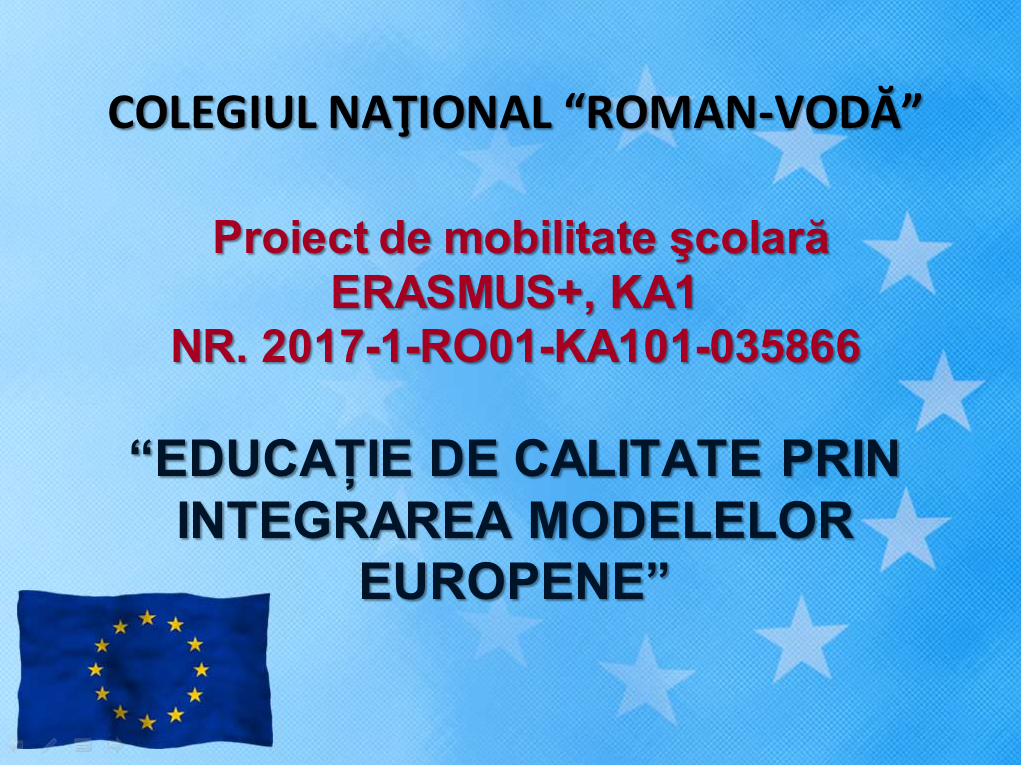 COLEGIUL NAŢIONAL “ROMAN-VODĂ”
Proiect de mobilitate şcolară
ERASMUS+, KA1
NR. 2017-1-RO01-KA101-035866
“EDUCAȚIE DE CALITATE PRIN
INTEGRAREA MODELELOR
EUROPENE”